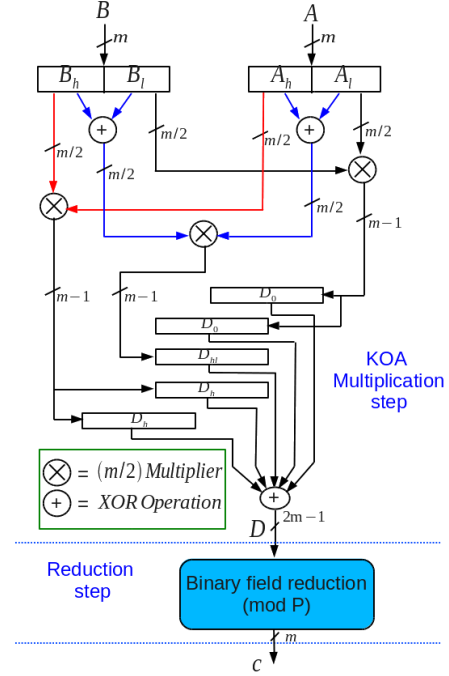 B A
m m
B_h B_l A_h A_l
+ +
m/2 m/2 m/2 m/2
m/2 m/2
m−1
m−1 m−1
D_0
D_0
D_hl
D_h
D_h
KOA
Multiplication
step
= (m/2) Multiplier
+ = XOR Operation
+
D 2m−1
Reduction
step
Binary field reduction
(mod P)
m
c